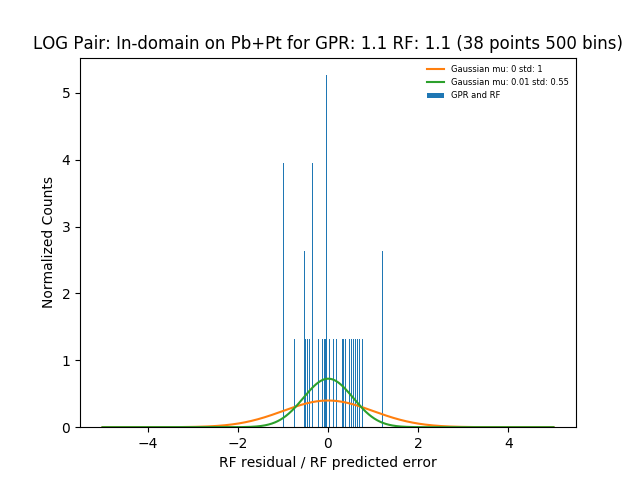 LOG Pair: In-domain on Pb+Pt for GPR: 1.1 RF: 1.1 (38 points 500 bins)
Gaussian mu: 0 std: 1
Gaussian mu: 0.01 std: 0.55
GPR and RF
Normalized Counts
5
4
3
2
1
0
−4 −2 0 2 4
RF residual / RF predicted error